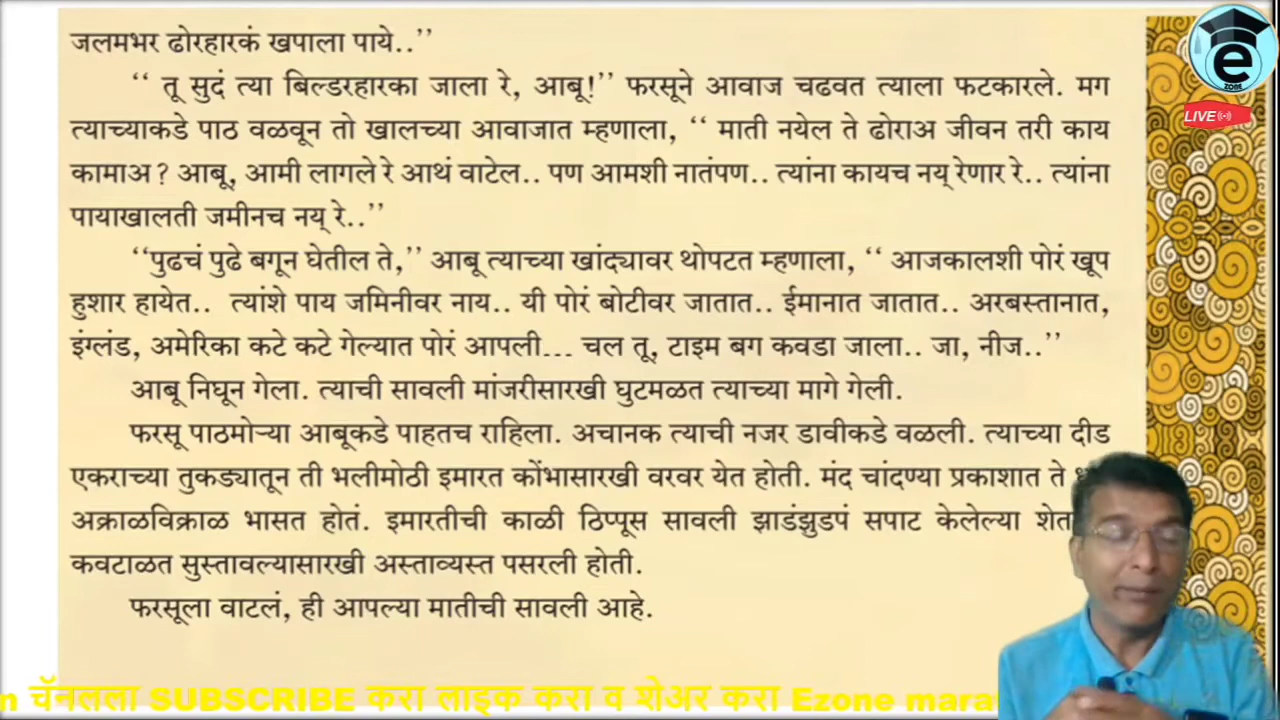 जलमभर ढोरहारकं खपाला पाये..’’
‘‘ तू सुदं त्या बिल्डरहारका जाला रे, आबू!’’ फरसूने आवाज चढवत त्याला फटकारले. मग
त्याच्याकडे पाठ वळवून तो खालच्या आवाजात म्हणाला, ‘‘ माती नयेल ते ढोराअ जीवन तरी काय
कामाअ? आबू, आमी लागले रे आथं वाटेल.. पण आमशी नातंपण.. त्यांना कायच नय् रेणार रे.. त्यांना
पायाखालती जमीनच नय् रे..’’
‘‘पुढचं पुढे बगून घेतील ते,’’ आबू त्याच्या खांद्यावर थोपटत म्हणाला, ‘‘ आजकालशी पोरं खूप
हुशार हायेत.. त्यांशे पाय जमिनीवर नाय.. यी पोरं बोटीवर जातात.. ईमानात जातात.. अरबस्तानात,
इंग्लंड, अमेरिका कटे कटे गेल्यात पोरं आपली... चल तू, टाइम बग कवडा जाला.. जा, नीज..’’
आबू निघून गेला. त्याची सावली मांजरीसारखी घुटमळत त्याच्या मागे गेली.
फरसू पाठमोऱ्या आबूकडे पाहतच राहिला. अचानक त्याची नजर डावीकडे वळली. त्याच्या दीड
एकराच्या तुकड्यातून ती भलीमोठी इमारत कोंभासारखी वरवर येत होती. मंद चांदण्या प्रकाशात ते
अक्राळविक्राळ भासत होतं. इमारतीची काळी ठिप्पूस सावली झाडंझुडपं सपाट केलेल्या
कवटाळत सुस्तावल्यासारखी अस्ताव्यस्त पसरली होती.
फरसूला वाटलं, ही आपल्या मातीची सावली आहे.
e
ZONE
LIVE
n चॅनलला SUBSCRIBE करा लाइक करा व शेअर करा Ezone mara